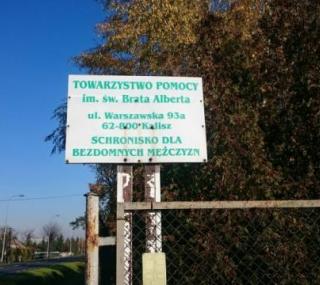 TOWARZYSTWO POMOCY
im. św. Brata Alberta
ul. Warszawska 93a
62-800 Kalisz
SCHRONISKO DLA
BEZDOMNYCH MĘŻCZYZN